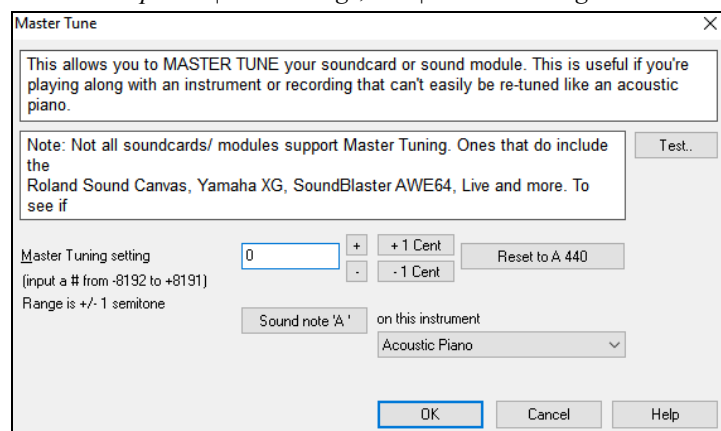 Master Tune
This allows you to MASTER TUNE your soundcard or sound module. This is useful if you're
playing along with an instrument or recording that can't easily be re-tuned like an acoustic
piano.
Note: Not all soundcards/ modules support Master Tuning. Ones that do include
the
Roland Sound Canvas, Yamaha XG, SoundBlaster AWE64, Live and more. To
see if
Test..
Master Tuning setting
(input a # from -8192 to +8191)
Range is +/- 1 semitone
0
+
-
+ 1 Cent
- 1 Cent
Reset to A 440
Sound note 'A '
on this instrument
Acoustic Piano
OK
Cancel
Help